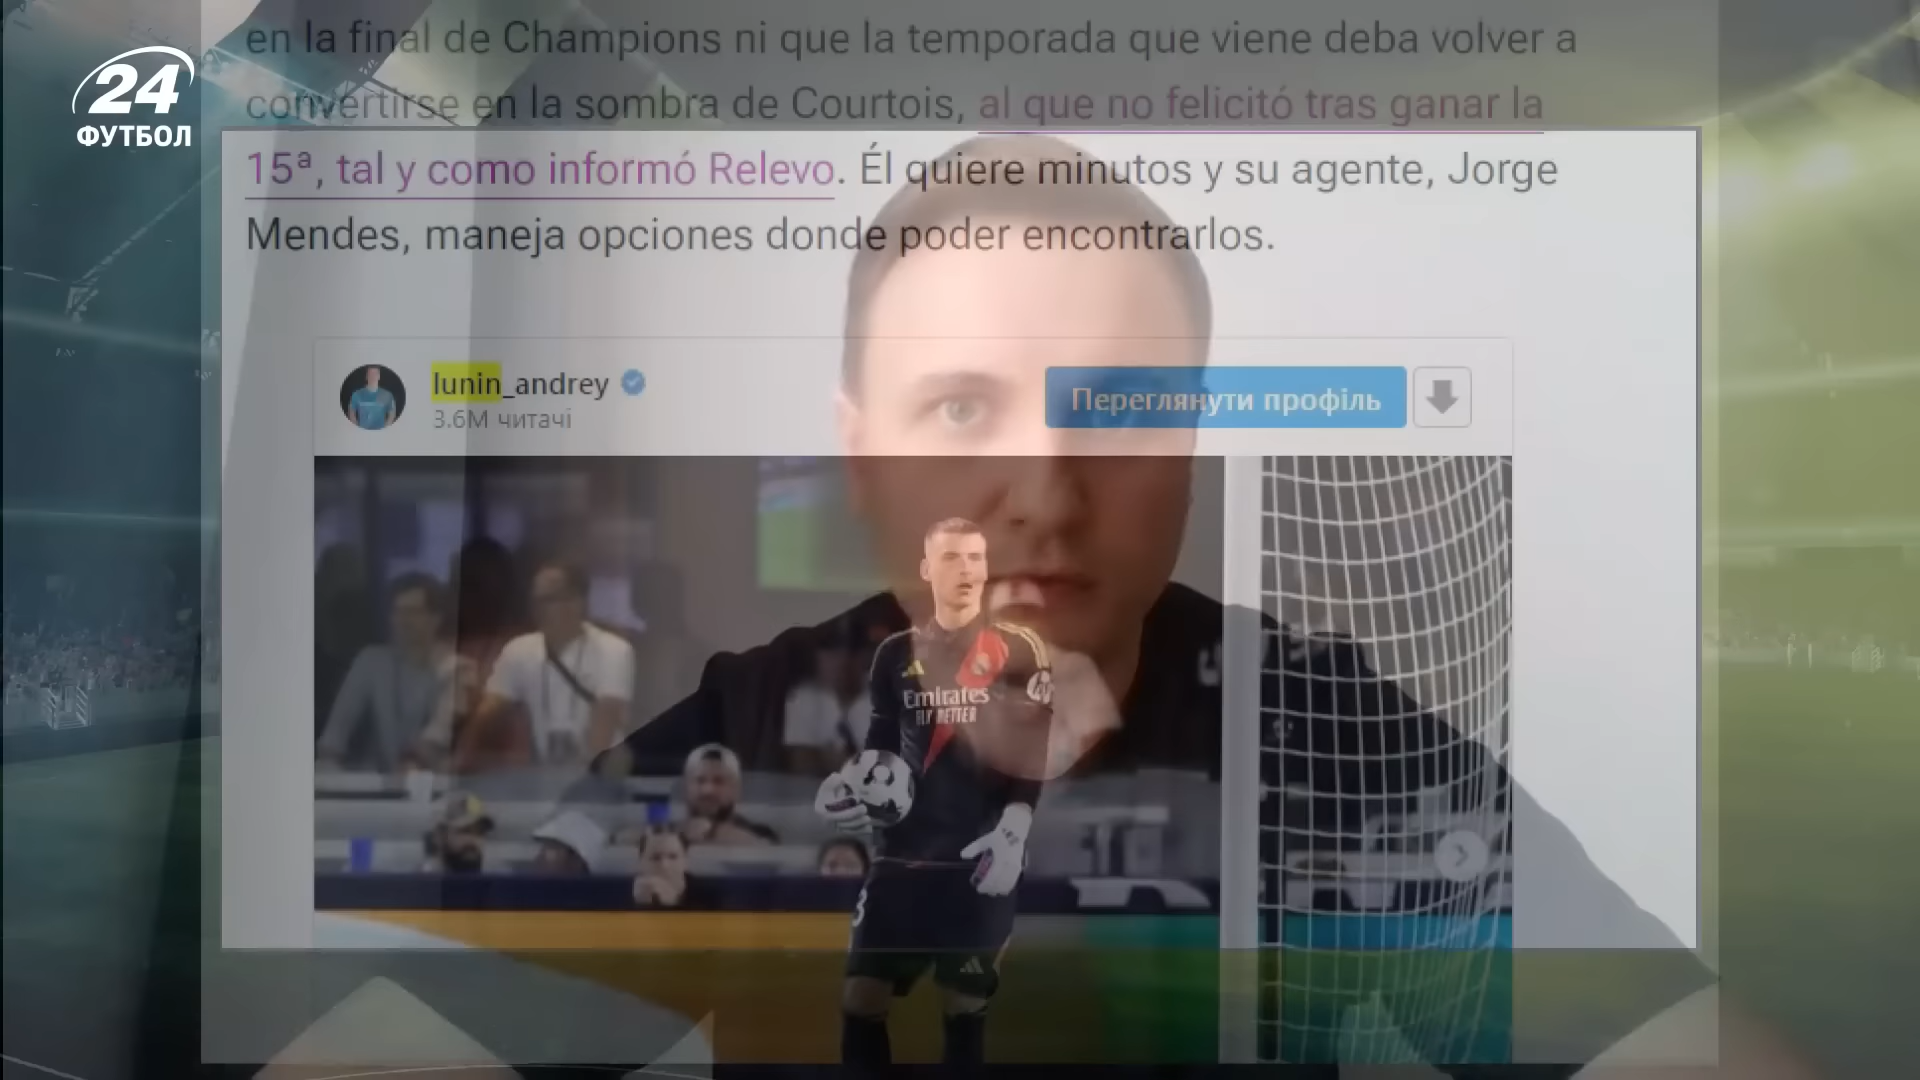 en la final de Champions ni que la temporada que viene deba volver a
convertirse en la sombra de Courtois, al que no felicitó tras ganar la
15ª, tal y como informó Relevo. Él quiere minutos y su agente, Jorge
Mendes, maneja opciones donde poder encontrarlos.
24
ФУТБОЛ
lunin_andrey
3.6M читачі
Переглянути профіль
Emirates
FLY BETTER